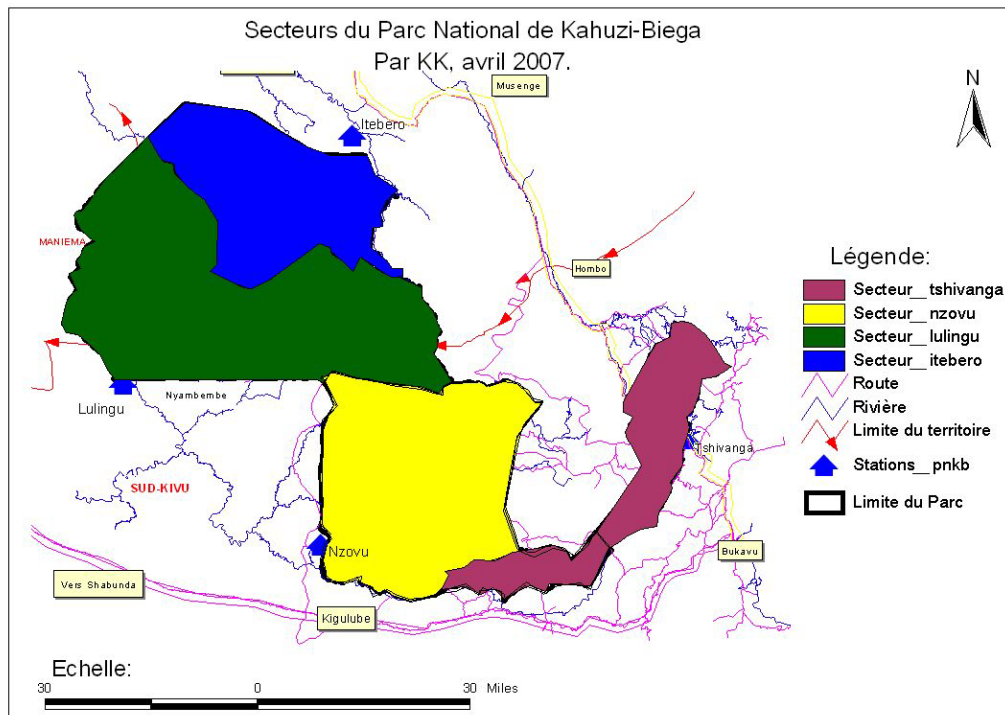 Secteurs du Parc National de Kahuzi-Biega
Par KK, avril 2007.
Musenge
N
Itebero
MANIEMA
Hombo
Légende:
Secteur__tshivanga
Secteur__nzovu
Secteur__lulingu
Secteur__itebero
Route
Rivière
Limite du territoire
Stations__pnkb
Limite du Parc
Lulingu
Nyambembe
Tshivanga
SUD-KIVU
Nzovu
Bukavu
Vers Shabunda
Kigulube
Echelle:
30 0 30 Miles